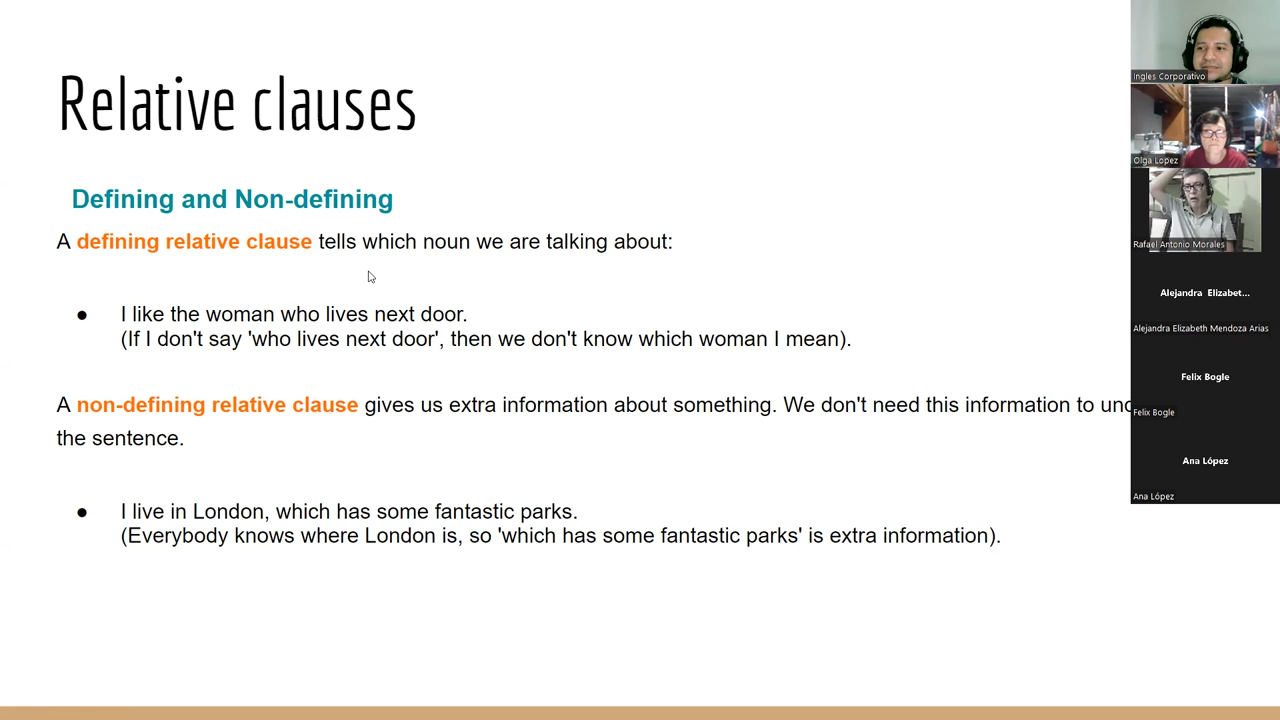 Relative clauses
Defining and Non-defining
A defining relative clause tells which noun we are talking about:
● I like the woman who lives next door.
(If I don't say 'who lives next door', then we don't know which woman I mean).
A non-defining relative clause gives us extra information about something. We don't need this information to
the sentence.
● I live in London, which has some fantastic parks.
(Everybody knows where London is, so 'which has some fantastic parks' is extra information).
Ingles Corporativo
Olga Lopez
Rafael Antonio Morales
Alejandra Elizabet...
Alejandra Elizabeth Mendoza Arias
Felix Bogle
Felix Bogle
Ana López
Ana López